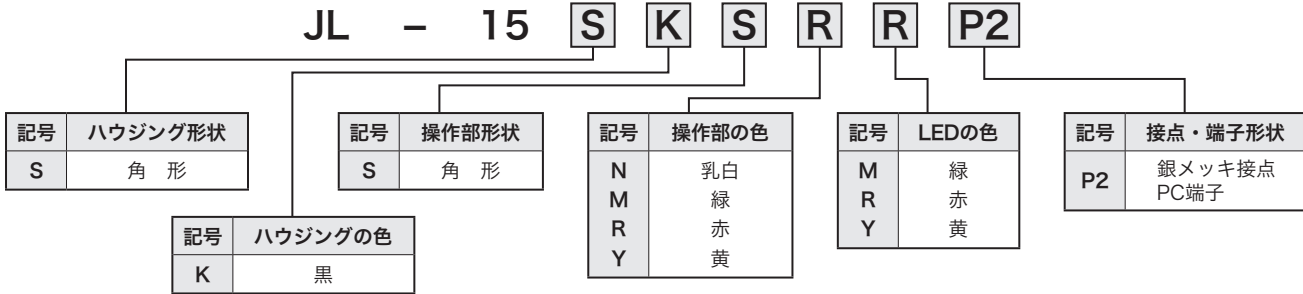 JL – 15 S K S R R P2
記号 ハウジング形状
S 角 形
記号 ハウジングの色
K 黒
記号 操作部形状
S 角 形
記号 操作部の色
N 乳白
M 緑
R 赤
Y 黄
記号 LEDの色
M 緑
R 赤
Y 黄
記号 接点・端子形状
P2 銀メッキ接点
PC端子